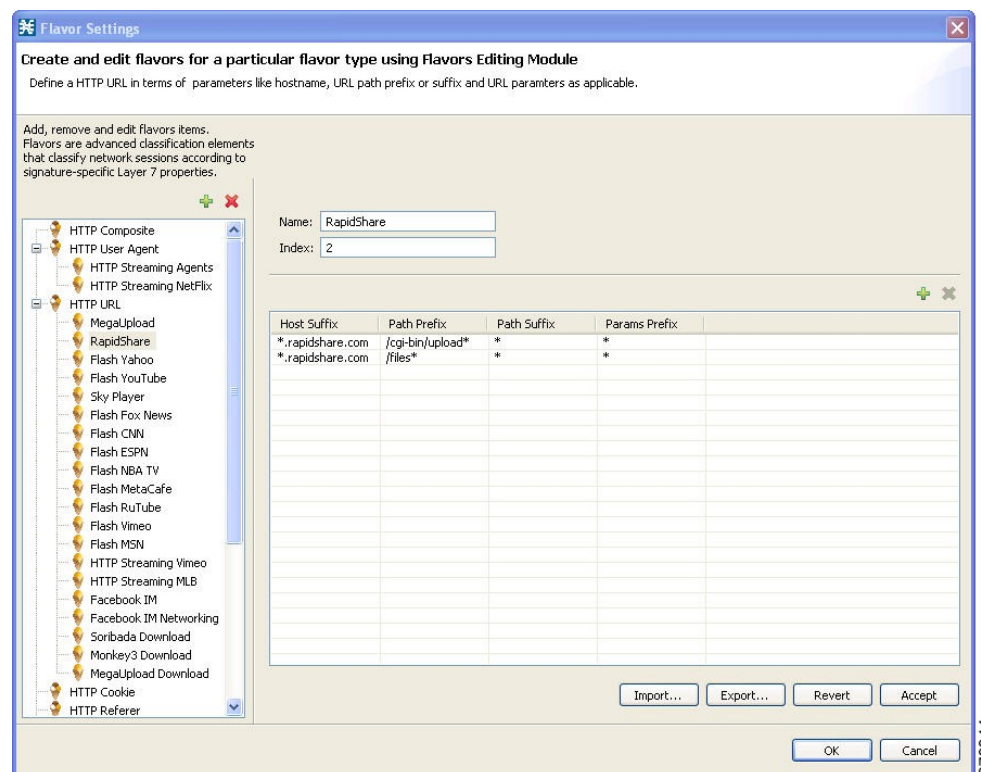 Flavor Settings
Create and edit flavors for a particular flavor type using Flavors Editing Module
Define a HTTP URL in terms of parameters like hostname, URL path prefix or suffix and URL paramters as applicable.
Add, remove and edit flavors items.
Flavors are advanced classification elements
that classify network sessions according to
signature-specific Layer 7 properties.
HTTP Composite
HTTP User Agent
HTTP Streaming Agents
HTTP Streaming NetFlix
HTTP URL
MegaUpload
RapidShare
Flash Yahoo
Flash YouTube
Sky Player
Flash Fox News
Flash CNN
Flash ESPN
Flash NBA TV
Flash MetaCafe
Flash RuTube
Flash Vimeo
Flash MSN
HTTP Streaming Vimeo
HTTP Streaming MLB
Facebook IM
Facebook IM Networking
Soribada Download
Monkey3 Download
MegaUpload Download
HTTP Cookie
HTTP Referer
Name: RapidShare
Index: 2
Host Suffix Path Prefix Path Suffix Params Prefix
*.rapidshare.com /cgi-bin/upload* * *
*.rapidshare.com /files* * *
Import... Export... Revert Accept
OK Cancel